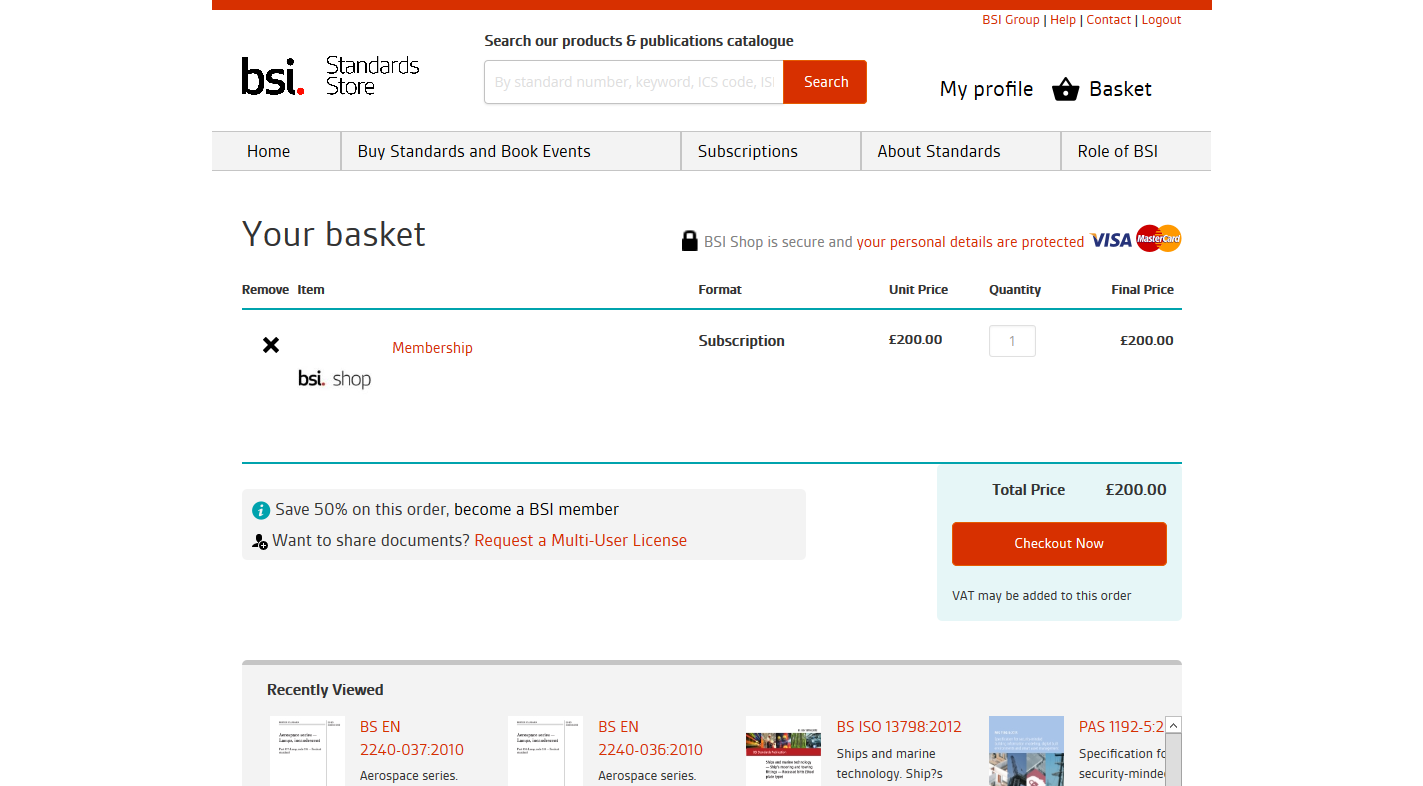 BSI Group | Help | Contact | Logout
Search our products & publications catalogue
bsi. Standards Store
By standard number, keyword, ICS code, ISI
Search
My profile
Basket
Home
Buy Standards and Book Events
Subscriptions
About Standards
Role of BSI
Your basket
BSI Shop is secure and your personal details are protected
VISA
MasterCard
Remove Item Format Unit Price Quantity Final Price
Membership Subscription £200.00 1 £200.00
bsi. shop
Total Price £200.00
Save 50% on this order, become a BSI member
Want to share documents? Request a Multi-User License
Checkout Now
VAT may be added to this order
Recently Viewed
BS EN
2240-037:2010
Aerospace series.
BS EN
2240-036:2010
Aerospace series.
BS ISO 13798:2012
Ships and marine
technology. Ship?s
PAS 1192-5:2
Specification fo
security-minde